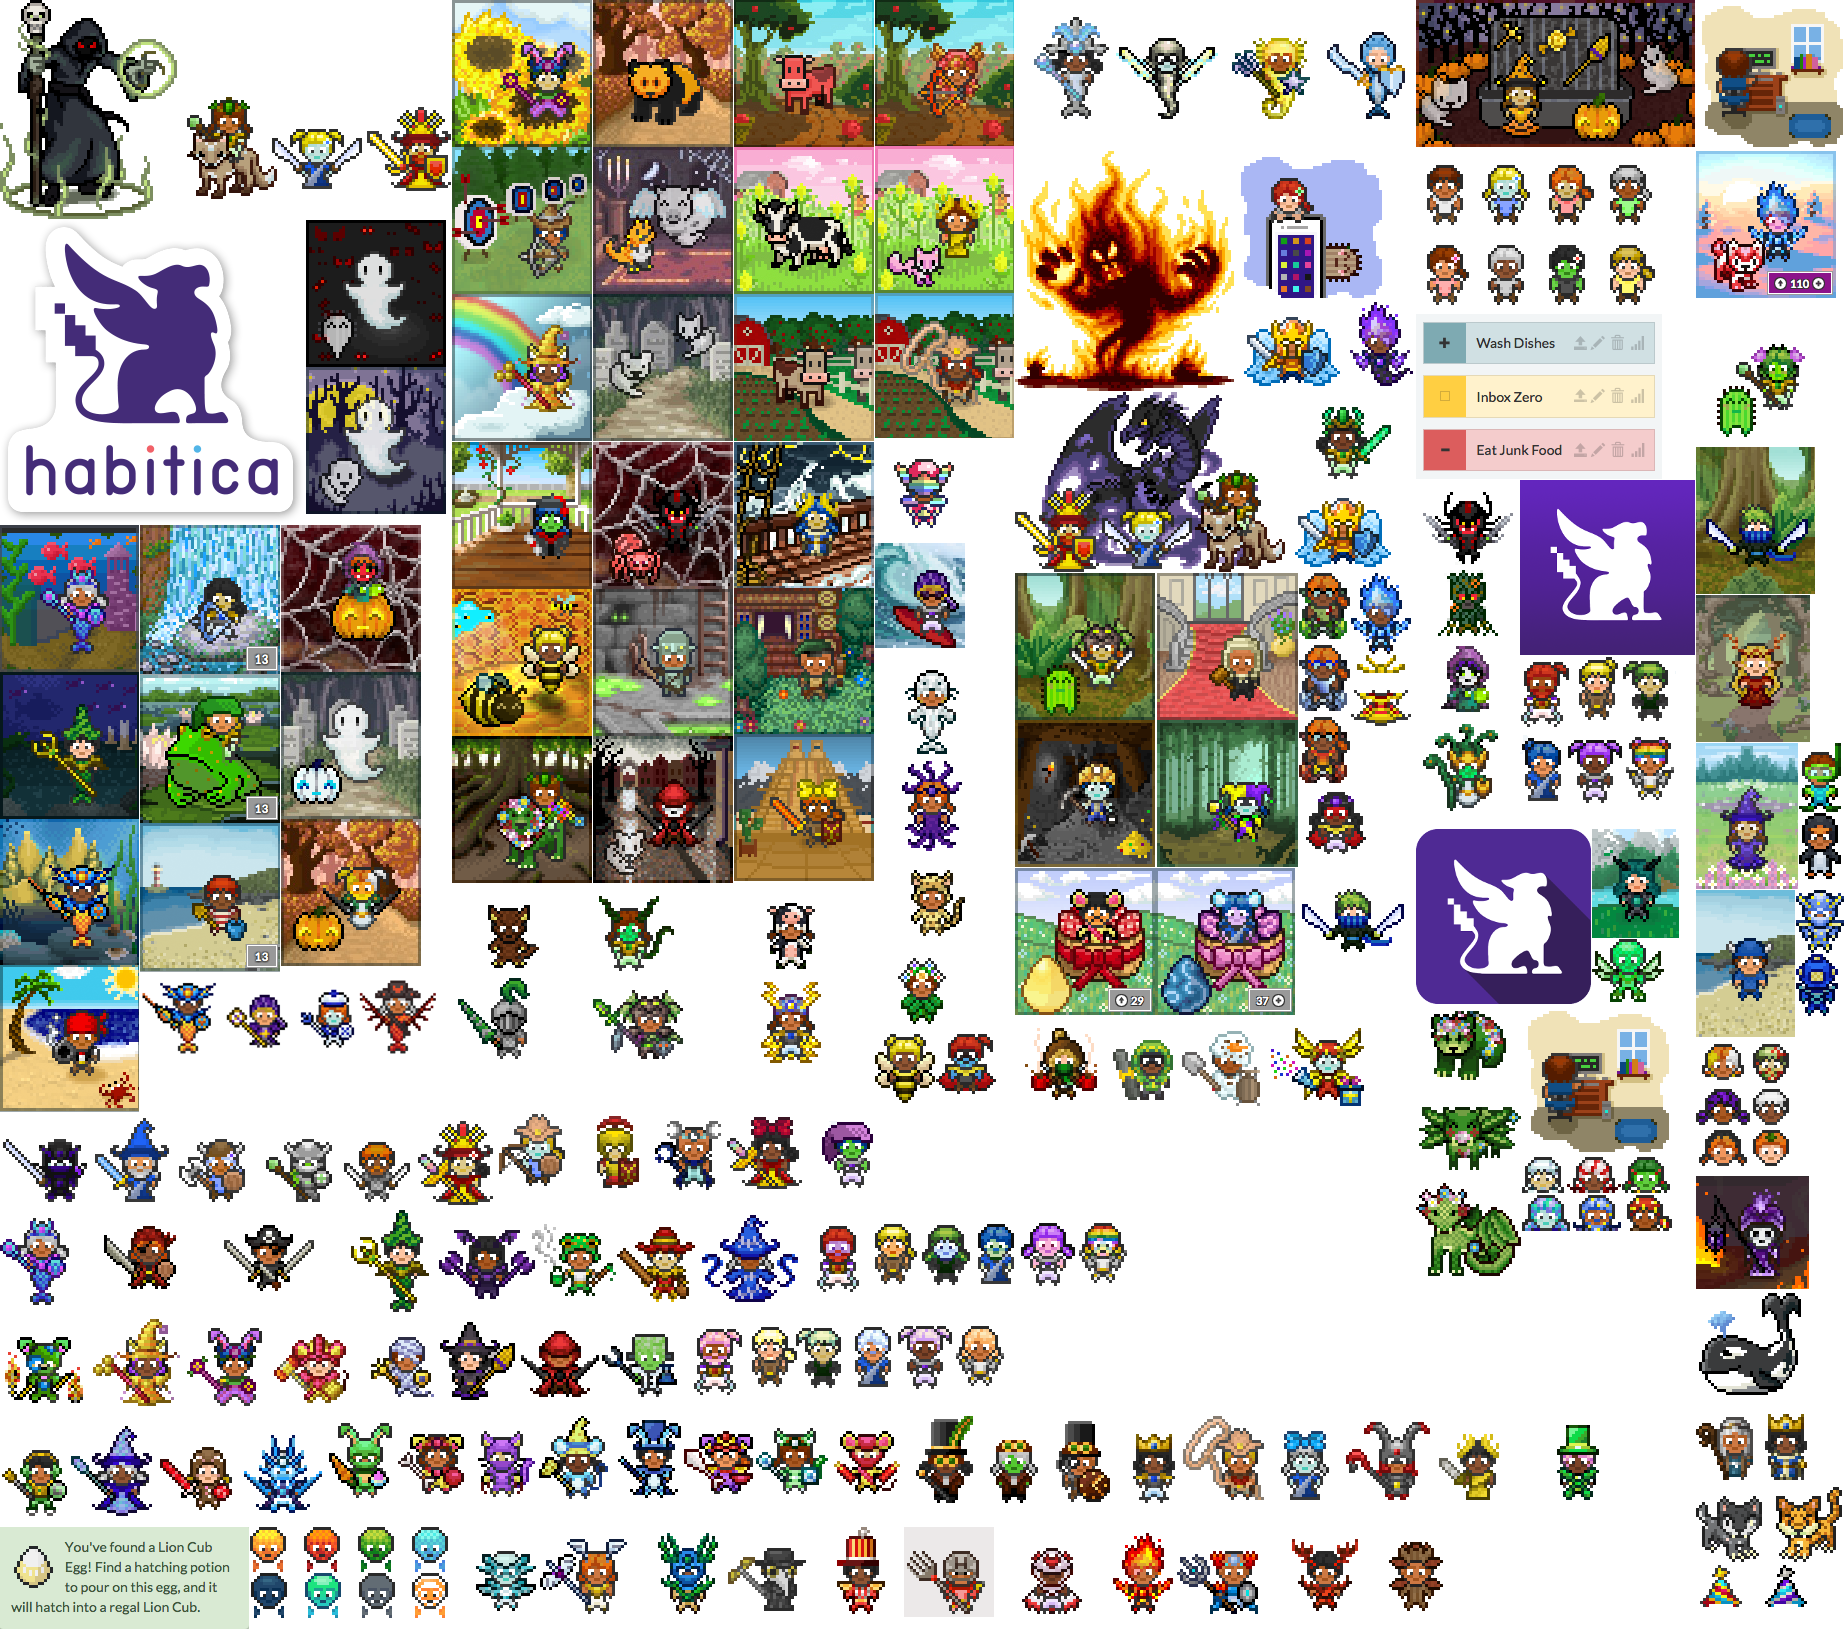 habitica
13
13
13
29
37
110
Wash Dishes
Inbox Zero
Eat Junk Food
You've found a Lion Cub
Egg! Find a hatching potion
to pour on this egg, and it
will hatch into a regal Lion Cub.